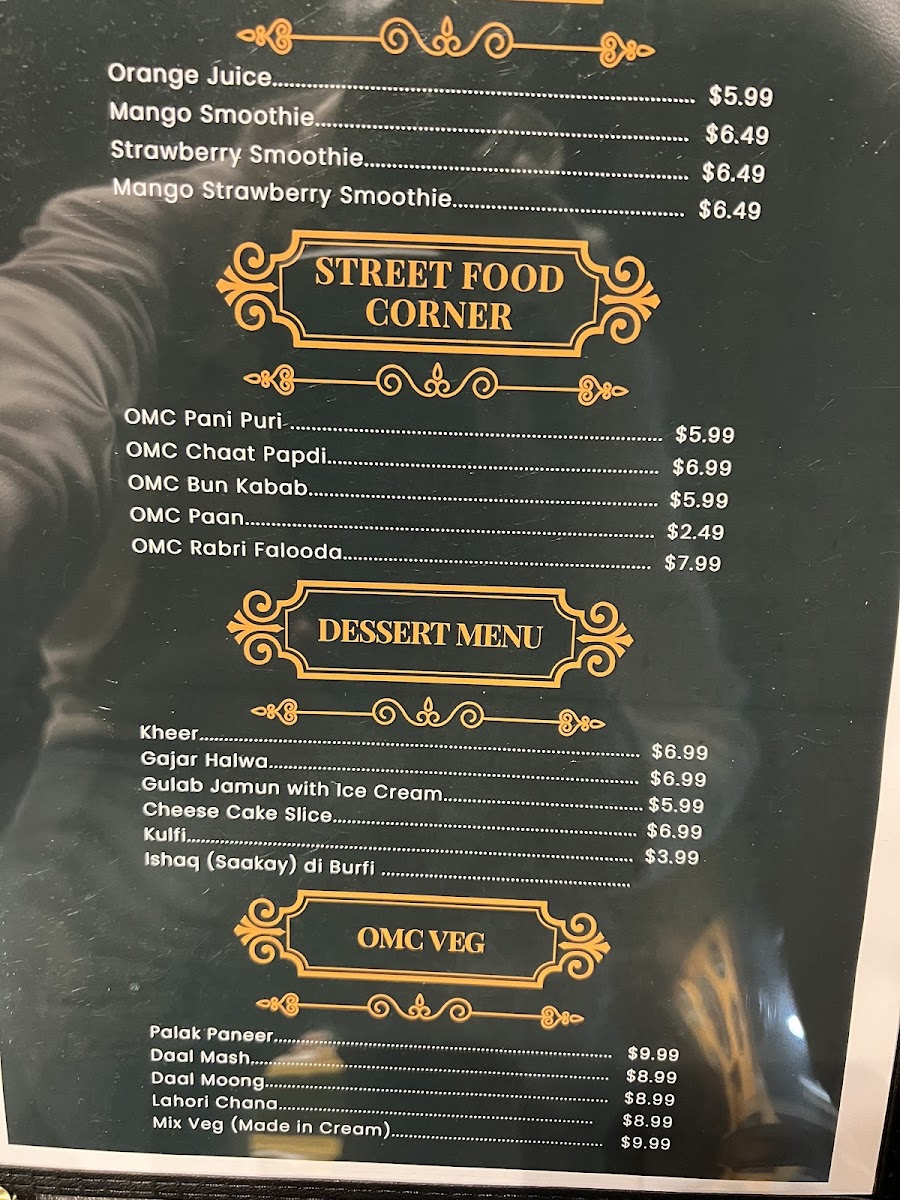 Orange Juice.......... $5.99
Mango Smoothie.......... $6.49
Strawberry Smoothie.......... $6.49
Mango Strawberry Smoothie.......... $6.49
STREET FOOD
CORNER
OMC Pani Puri.......... $5.99
OMC Chaat Papdi.......... $6.99
OMC Bun Kabab.......... $5.99
OMC Paan.......... $2.49
OMC Rabri Falooda.......... $7.99
DESSERT MENU
Kheer.......... $6.99
Gajar Halwa.......... $6.99
Gulab Jamun with Ice Cream.......... $5.99
Cheese Cake Slice.......... $6.99
Kulfi.......... $3.99
Ishaq (Saakay) di Burfi ..........
OMC VEG
Palak Paneer.......... $9.99
Daal Mash.......... $8.99
Daal Moong.......... $8.99
Lahori Chana.......... $8.99
Mix Veg (Made in Cream).......... $9.99